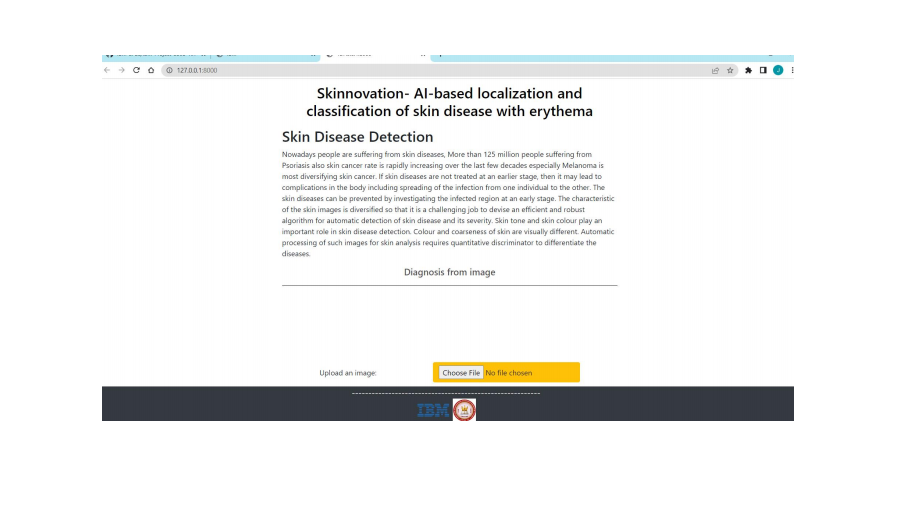 127.0.0.1:8000
Skinnovation- AI-based localization and
classification of skin disease with erythema
Skin Disease Detection
Nowadays people are suffering from skin diseases, More than 125 million people suffering from
Psoriasis also skin cancer rate is rapidly increasing over the last few decades especially Melanoma is
most diversifying skin cancer. If skin diseases are not treated at an earlier stage, then it may lead to
complications in the body including spreading of the infection from one individual to the other. The
skin diseases can be prevented by investigating the infected region at an early stage. The characteristic
of the skin images is diversified so that it is a challenging job to devise an efficient and robust
algorithm for automatic detection of skin disease and its severity. Skin tone and skin colour play an
important role in skin disease detection. Colour and coarseness of skin are visually different. Automatic
processing of such images for skin analysis requires quantitative discriminator to differentiate the
diseases.
Diagnosis from image
Upload an image: Choose File No file chosen
IBM